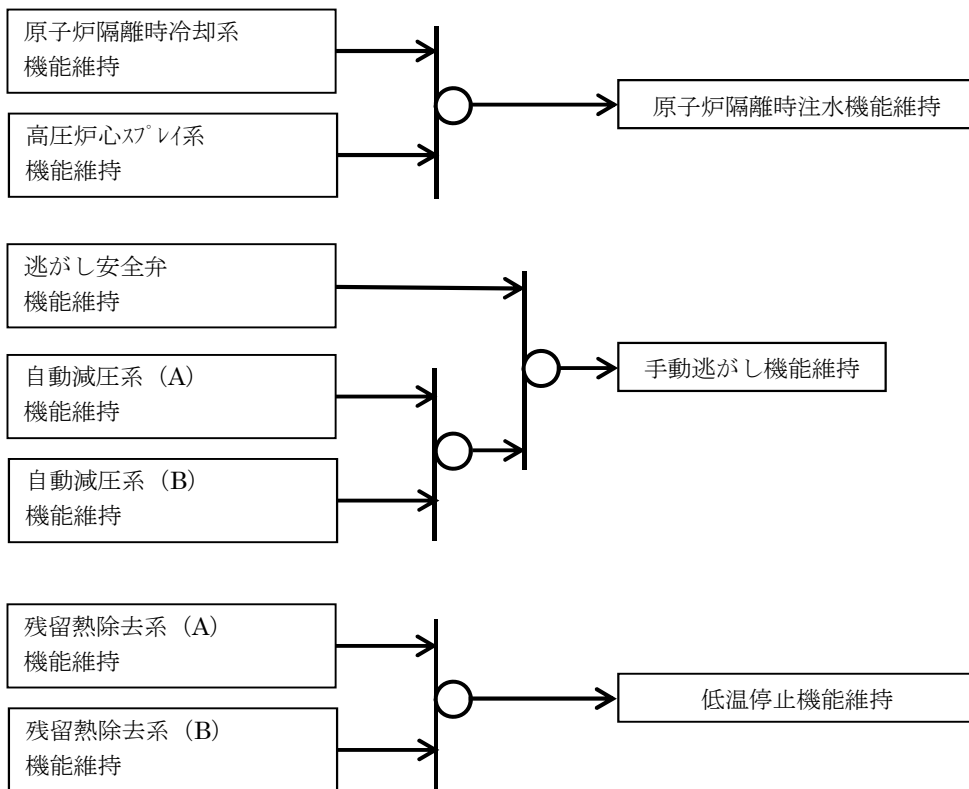 原子炉隔離時冷却系
機能維持
高圧炉心ｽﾌﾟﾚｲ系
機能維持
原子炉隔離時注水機能維持
逃がし安全弁
機能維持
自動減圧系（A）
機能維持
自動減圧系（B）
機能維持
手動逃がし機能維持
残留熱除去系（A）
機能維持
残留熱除去系（B）
機能維持
低温停止機能維持